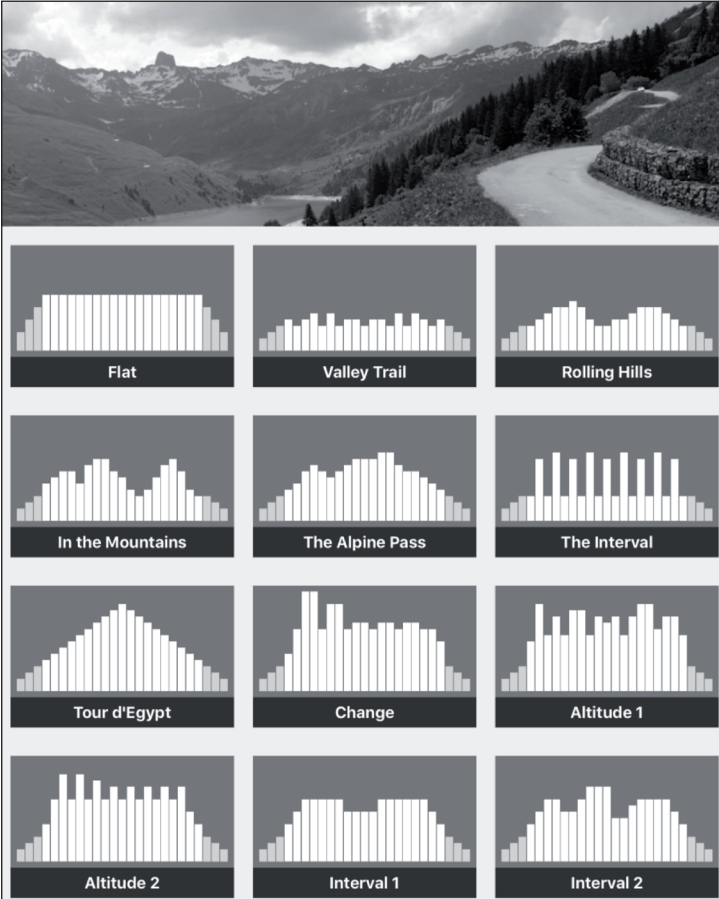 Flat
Valley Trail
Rolling Hills
In the Mountains
The Alpine Pass
The Interval
Tour d'Egypt
Change
Altitude 1
Altitude 2
Interval 1
Interval 2